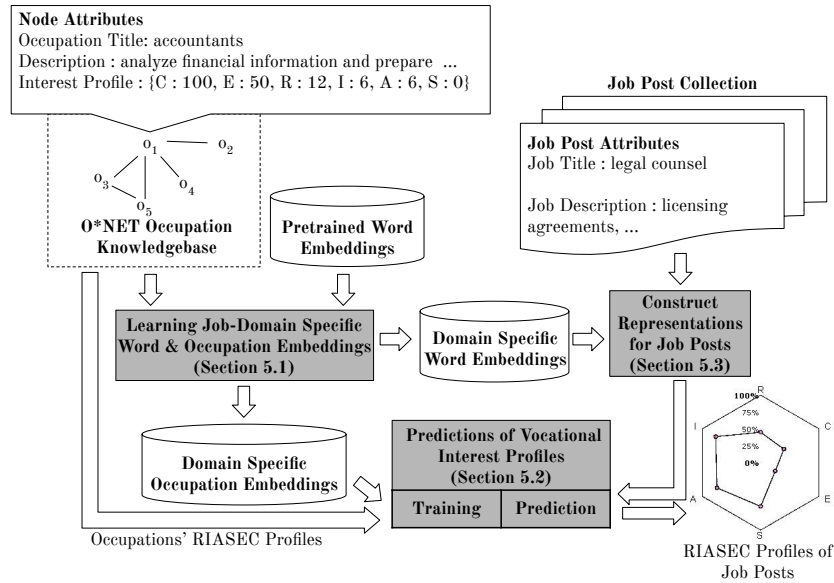 Node Attributes
Occupation Title: accountants
Description : analyze financial information and prepare ...
Interest Profile : {C : 100, E : 50, R : 12, I : 6, A : 6, S : 0}
o1
o2
o3
o4
o5
O*NET Occupation
Knowledgebase
Pretrained Word
Embeddings
Job Post Collection
Job Post Attributes
Job Title : legal counsel
Job Description : licensing
agreements, ...
Learning Job-Domain Specific
Word & Occupation Embeddings
(Section 5.1)
Domain Specific
Word Embeddings
Construct
Representations
for Job Posts
(Section 5.3)
Domain Specific
Occupation Embeddings
Predictions of Vocational
Interest Profiles
(Section 5.2)
Training
Prediction
Occupations' RIASEC Profiles
R
100%
75%
I
C
50%
25%
0%
A
E
S
RIASEC Profiles of
Job Posts